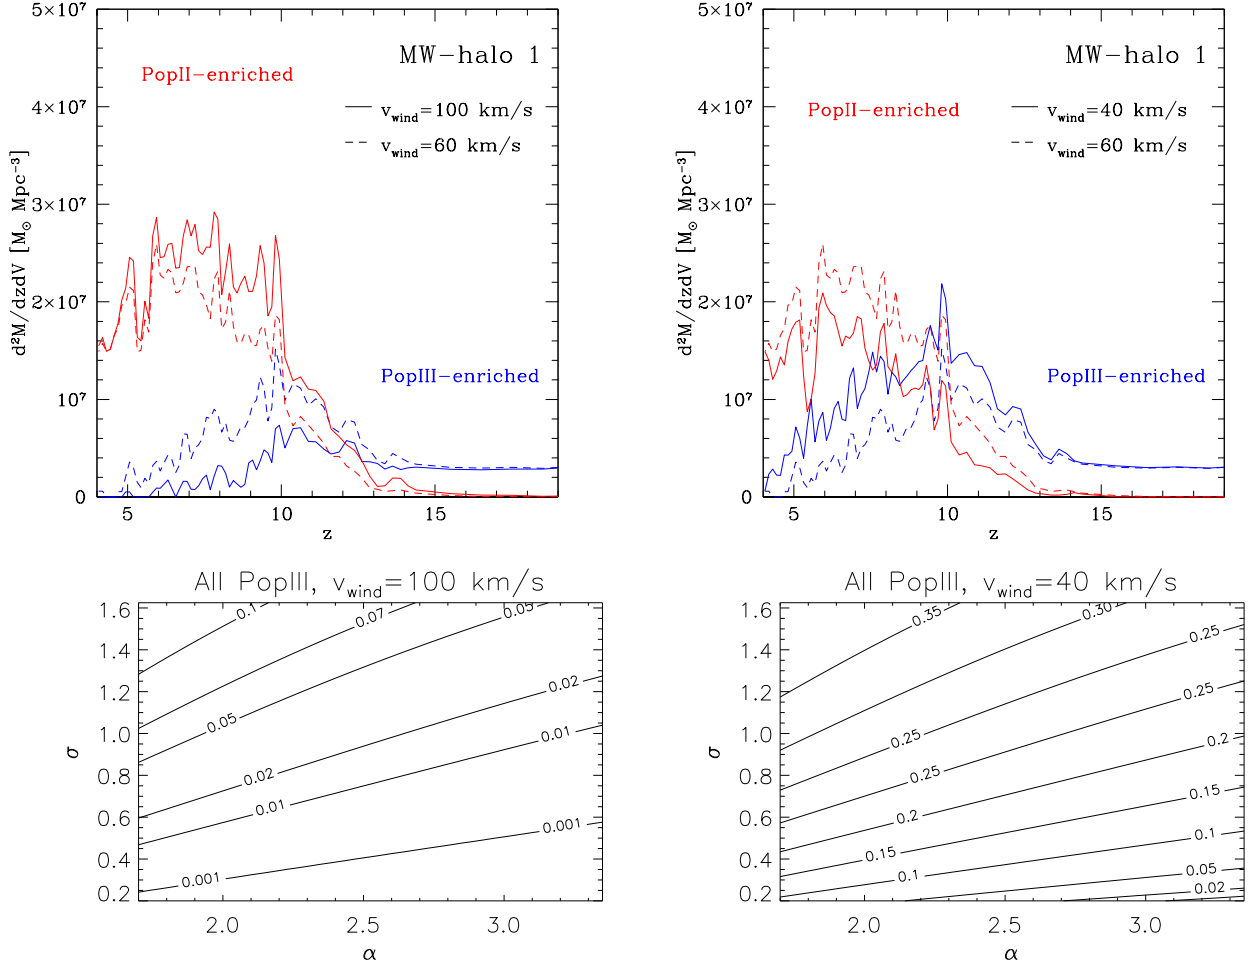 MW−halo 1
PopII−enriched
v_wind=100 km/s
v_wind=60 km/s
PopIII−enriched
d²M/dzdV [M⊙ Mpc⁻³]
5×10⁷
4×10⁷
3×10⁷
2×10⁷
10⁷
0
5 10 15
z
MW−halo 1
PopII−enriched
v_wind=40 km/s
v_wind=60 km/s
PopIII−enriched
d²M/dzdV [M⊙ Mpc⁻³]
5×10⁷
4×10⁷
3×10⁷
2×10⁷
10⁷
0
5 10 15
z
All PopIII, v_wind=100 km/s
σ
1.6
1.4
1.2
1.0
0.8
0.6
0.4
0.2
0.1
0.07
0.05
0.05
0.02
0.02
0.01
0.01
0.001
0.001
2.0 2.5 3.0
α
All PopIII, v_wind=40 km/s
σ
1.6
1.4
1.2
1.0
0.8
0.6
0.4
0.2
0.35
0.30
0.25
0.25
0.25
0.25
0.2
0.2
0.15
0.15
0.1
0.1
0.05
0.02
2.0 2.5 3.0
α